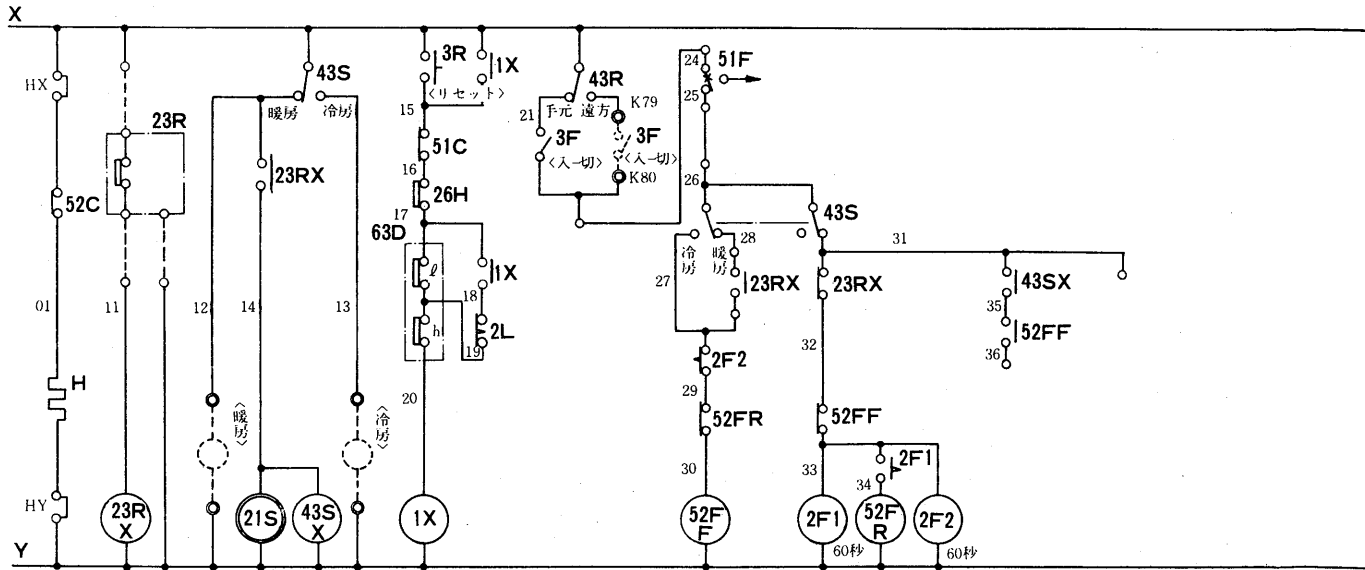 X
HX
52C
01
H
HY
23R
11
23R
X
43S
暖房
冷房
12
14
13
23RX
〈暖房〉
〈冷房〉
21S
43S
X
3R
〈リセット〉
1X
15
51C
16
26H
17
63D
ℓ
h
1X
18
2L
19
20
1X
43R
手元
遠方
21
3F
〈入—切〉
K79
3F
〈入—切〉
K80
24
51F
25
26
43S
冷房
暖房
28
27
23RX
2F2
29
52FR
30
52F
F
31
23RX
32
52FF
33
2F1
34
2F1
60秒
52F
R
2F2
60秒
43SX
35
52FF
36
Y